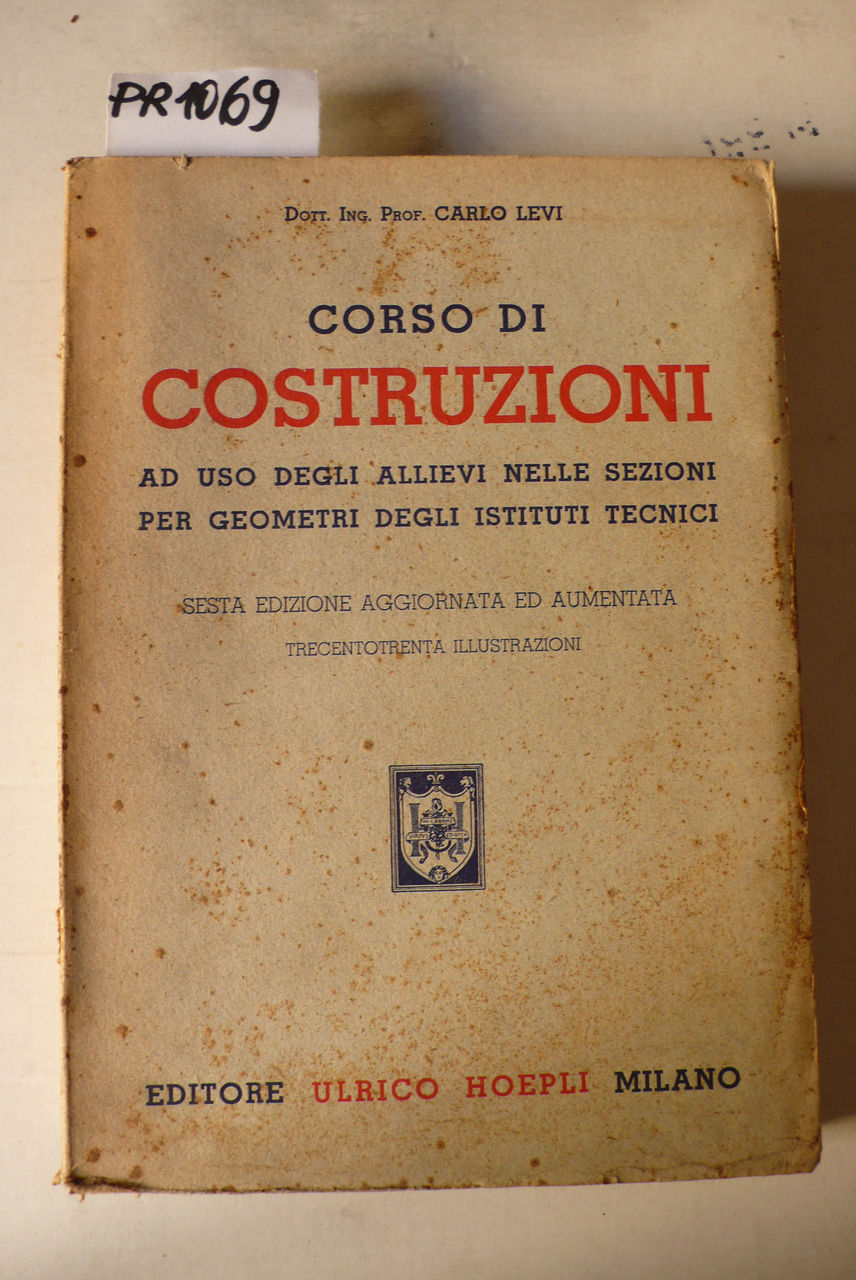 PR1069
Dott. Ing. Prof. CARLO LEVI
CORSO DI
COSTRUZIONI
AD USO DEGLI ALLIEVI NELLE SEZIONI
PER GEOMETRI DEGLI ISTITUTI TECNICI
SESTA EDIZIONE AGGIORNATA ED AUMENTATA
TRECENTOTRENTA ILLUSTRAZIONI
EDITORE ULRICO HOEPLI MILANO